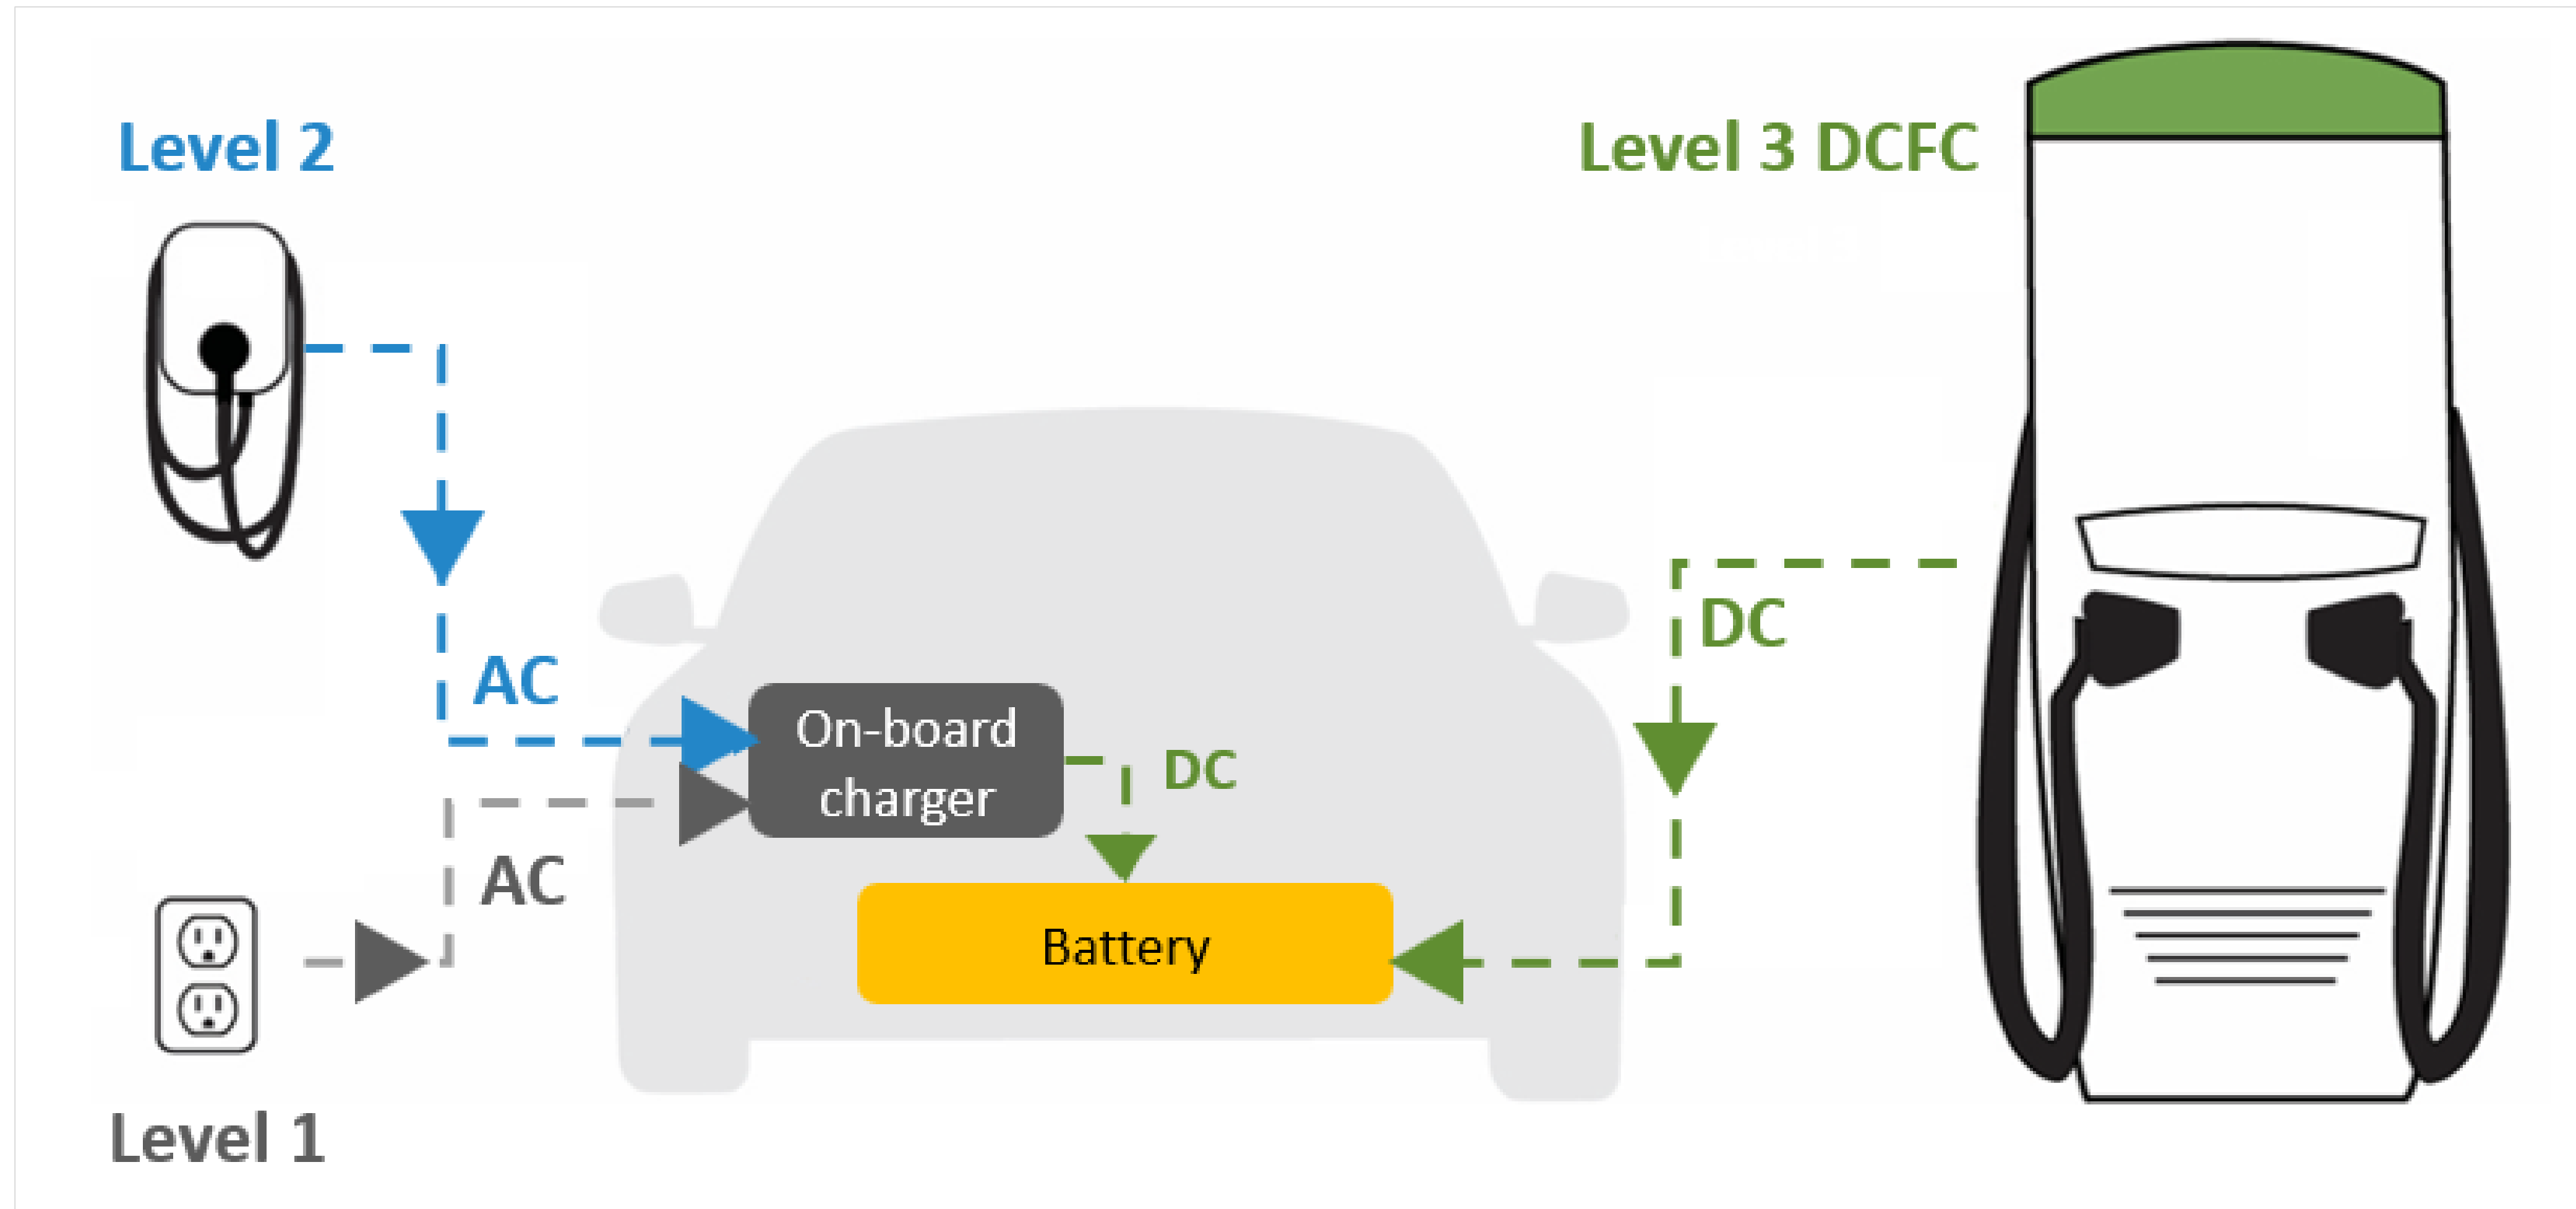 Level 2
Level 3 DCFC
DC
AC
On-board
charger
DC
AC
Battery
Level 1